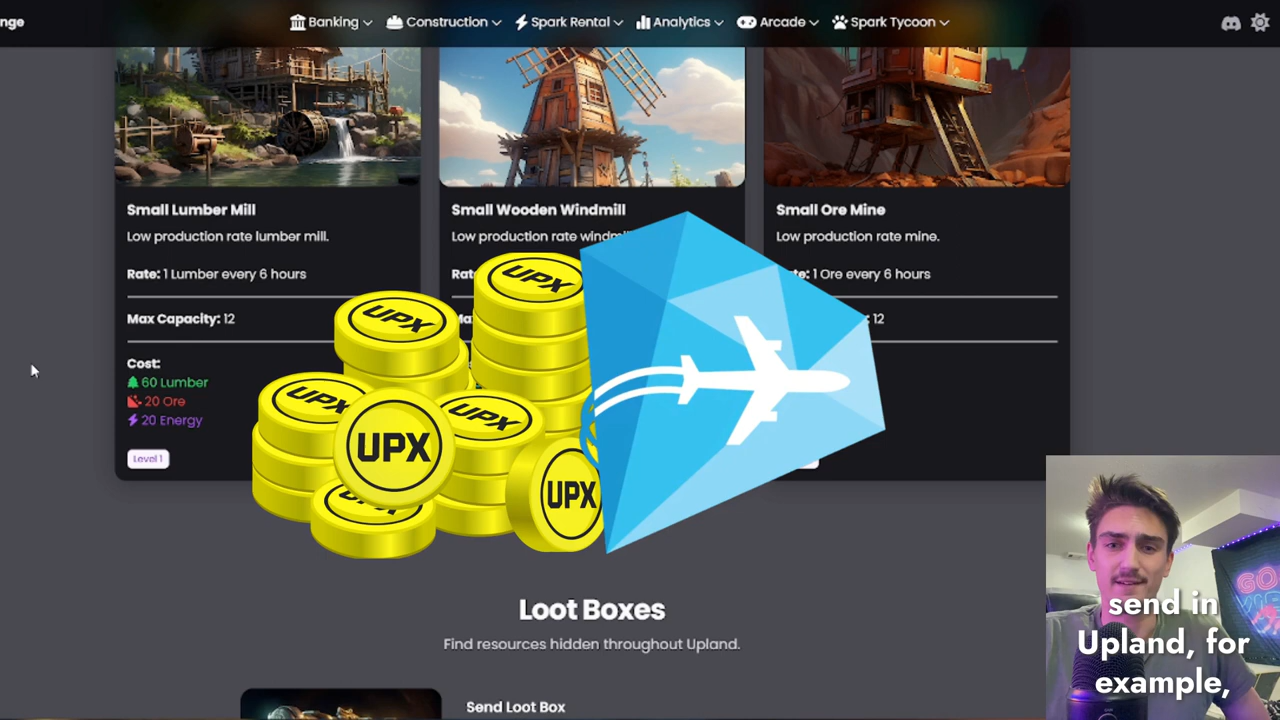 nge
Banking
Construction
Spark Rental
Analytics
Arcade
Spark Tycoon
Small Lumber Mill
Low production rate lumber mill.
Rate: 1 Lumber every 6 hours
Max Capacity: 12
Cost:
60 Lumber
20 Ore
20 Energy
Level 1
Small Wooden Windmill
Low production rate windm
Small Ore Mine
Low production rate mine.
te: 1 Ore every 6 hours
12
UPX
UPX
UPX
UPX
UPX
UPX
Loot Boxes
Find resources hidden throughout Upland.
Send Loot Box
send in
Upland, for
example,